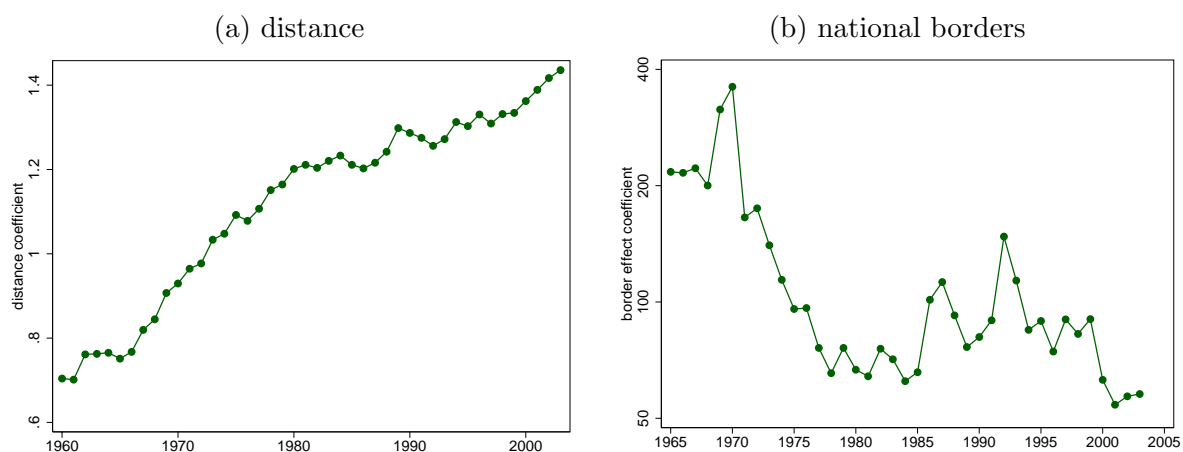 (a) distance
distance coefficient
1.4
1.2
1
.8
.6
1960 1970 1980 1990 2000
(b) national borders
border effect coefficient
400
200
100
50
1965 1970 1975 1980 1985 1990 1995 2000 2005